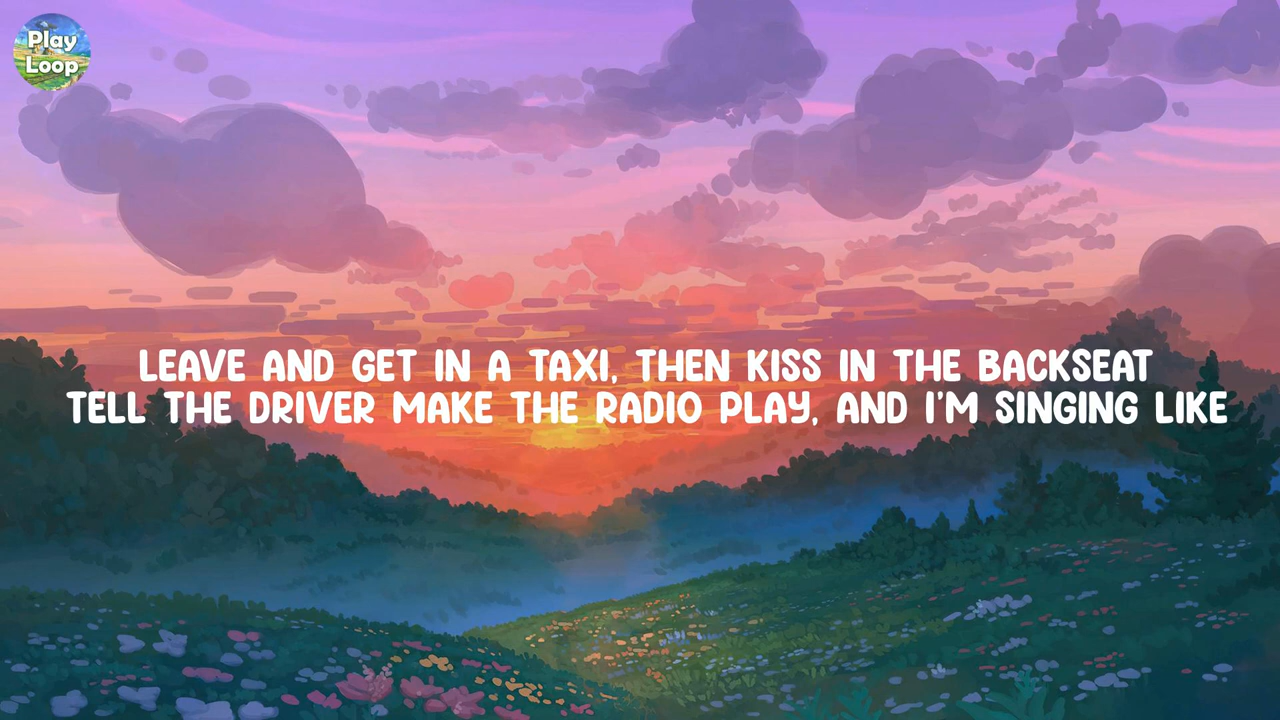 Play
Loop
LEAVE AND GET IN A TAXI, THEN KISS IN THE BACKSEAT
TELL THE DRIVER MAKE THE RADIO PLAY, AND I'M SINGING LIKE